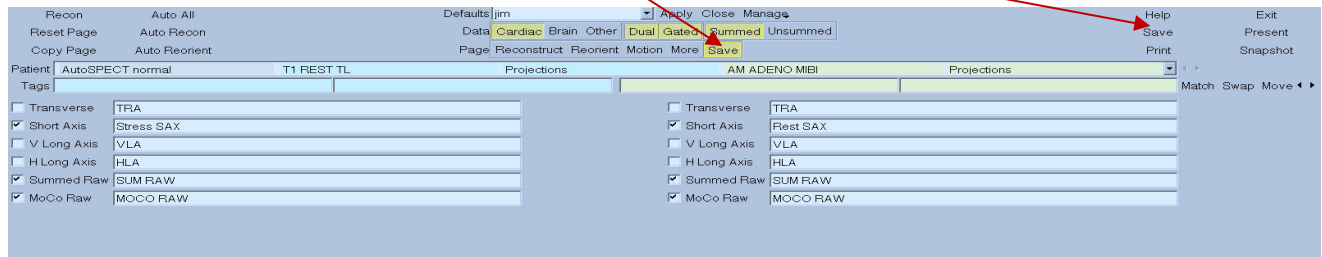 Recon Auto All Defaults jim Apply Close Manage Help Exit
Reset Page Auto Recon Data Cardiac Brain Other Dual Gated Summed Unsummed Save Present
Copy Page Auto Reorient Page Reconstruct Reorient Motion More Save Print Snapshot
Patient AutoSPECT normal T1 REST TL Projections AM ADENO MIBI Projections
Tags Match Swap Move
Transverse TRA Transverse TRA
Short Axis Stress SAX Short Axis Rest SAX
V Long Axis VLA V Long Axis VLA
H Long Axis HLA H Long Axis HLA
Summed Raw SUM RAW Summed Raw SUM RAW
MoCo Raw MOCO RAW MoCo Raw MOCO RAW